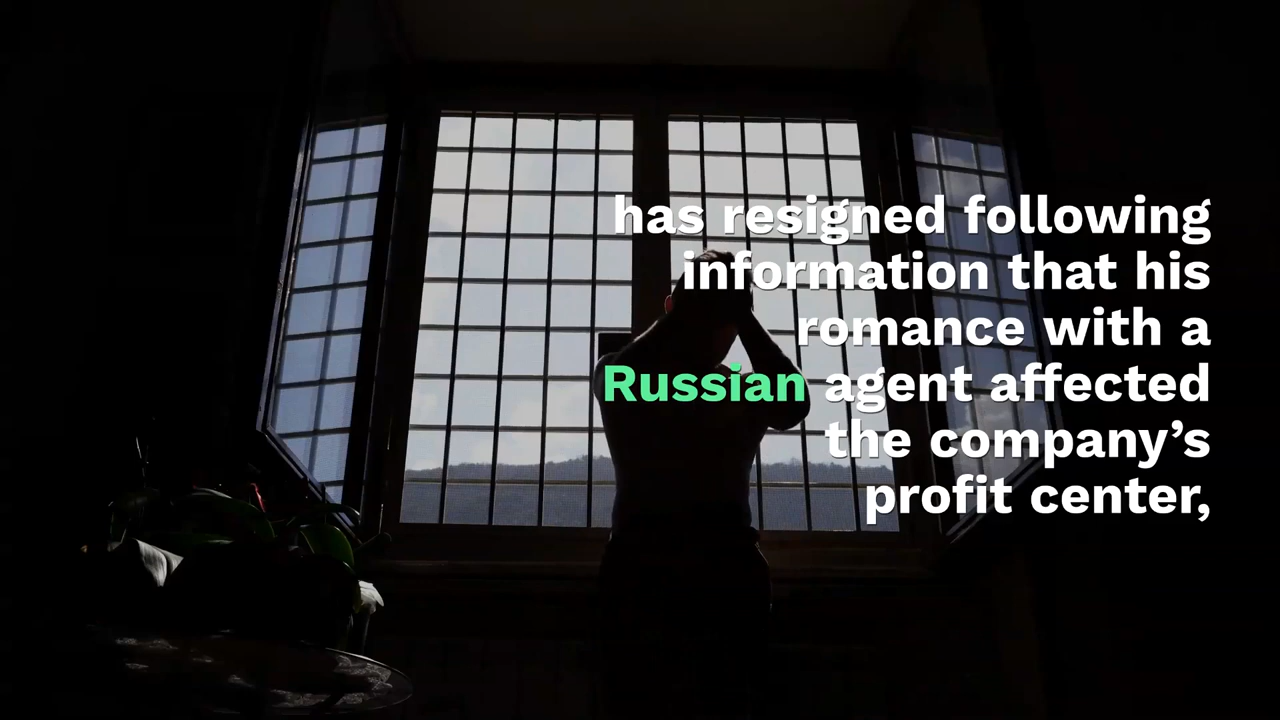 has resigned following
information that his
romance with a
Russian agent affected
the company’s
profit center,